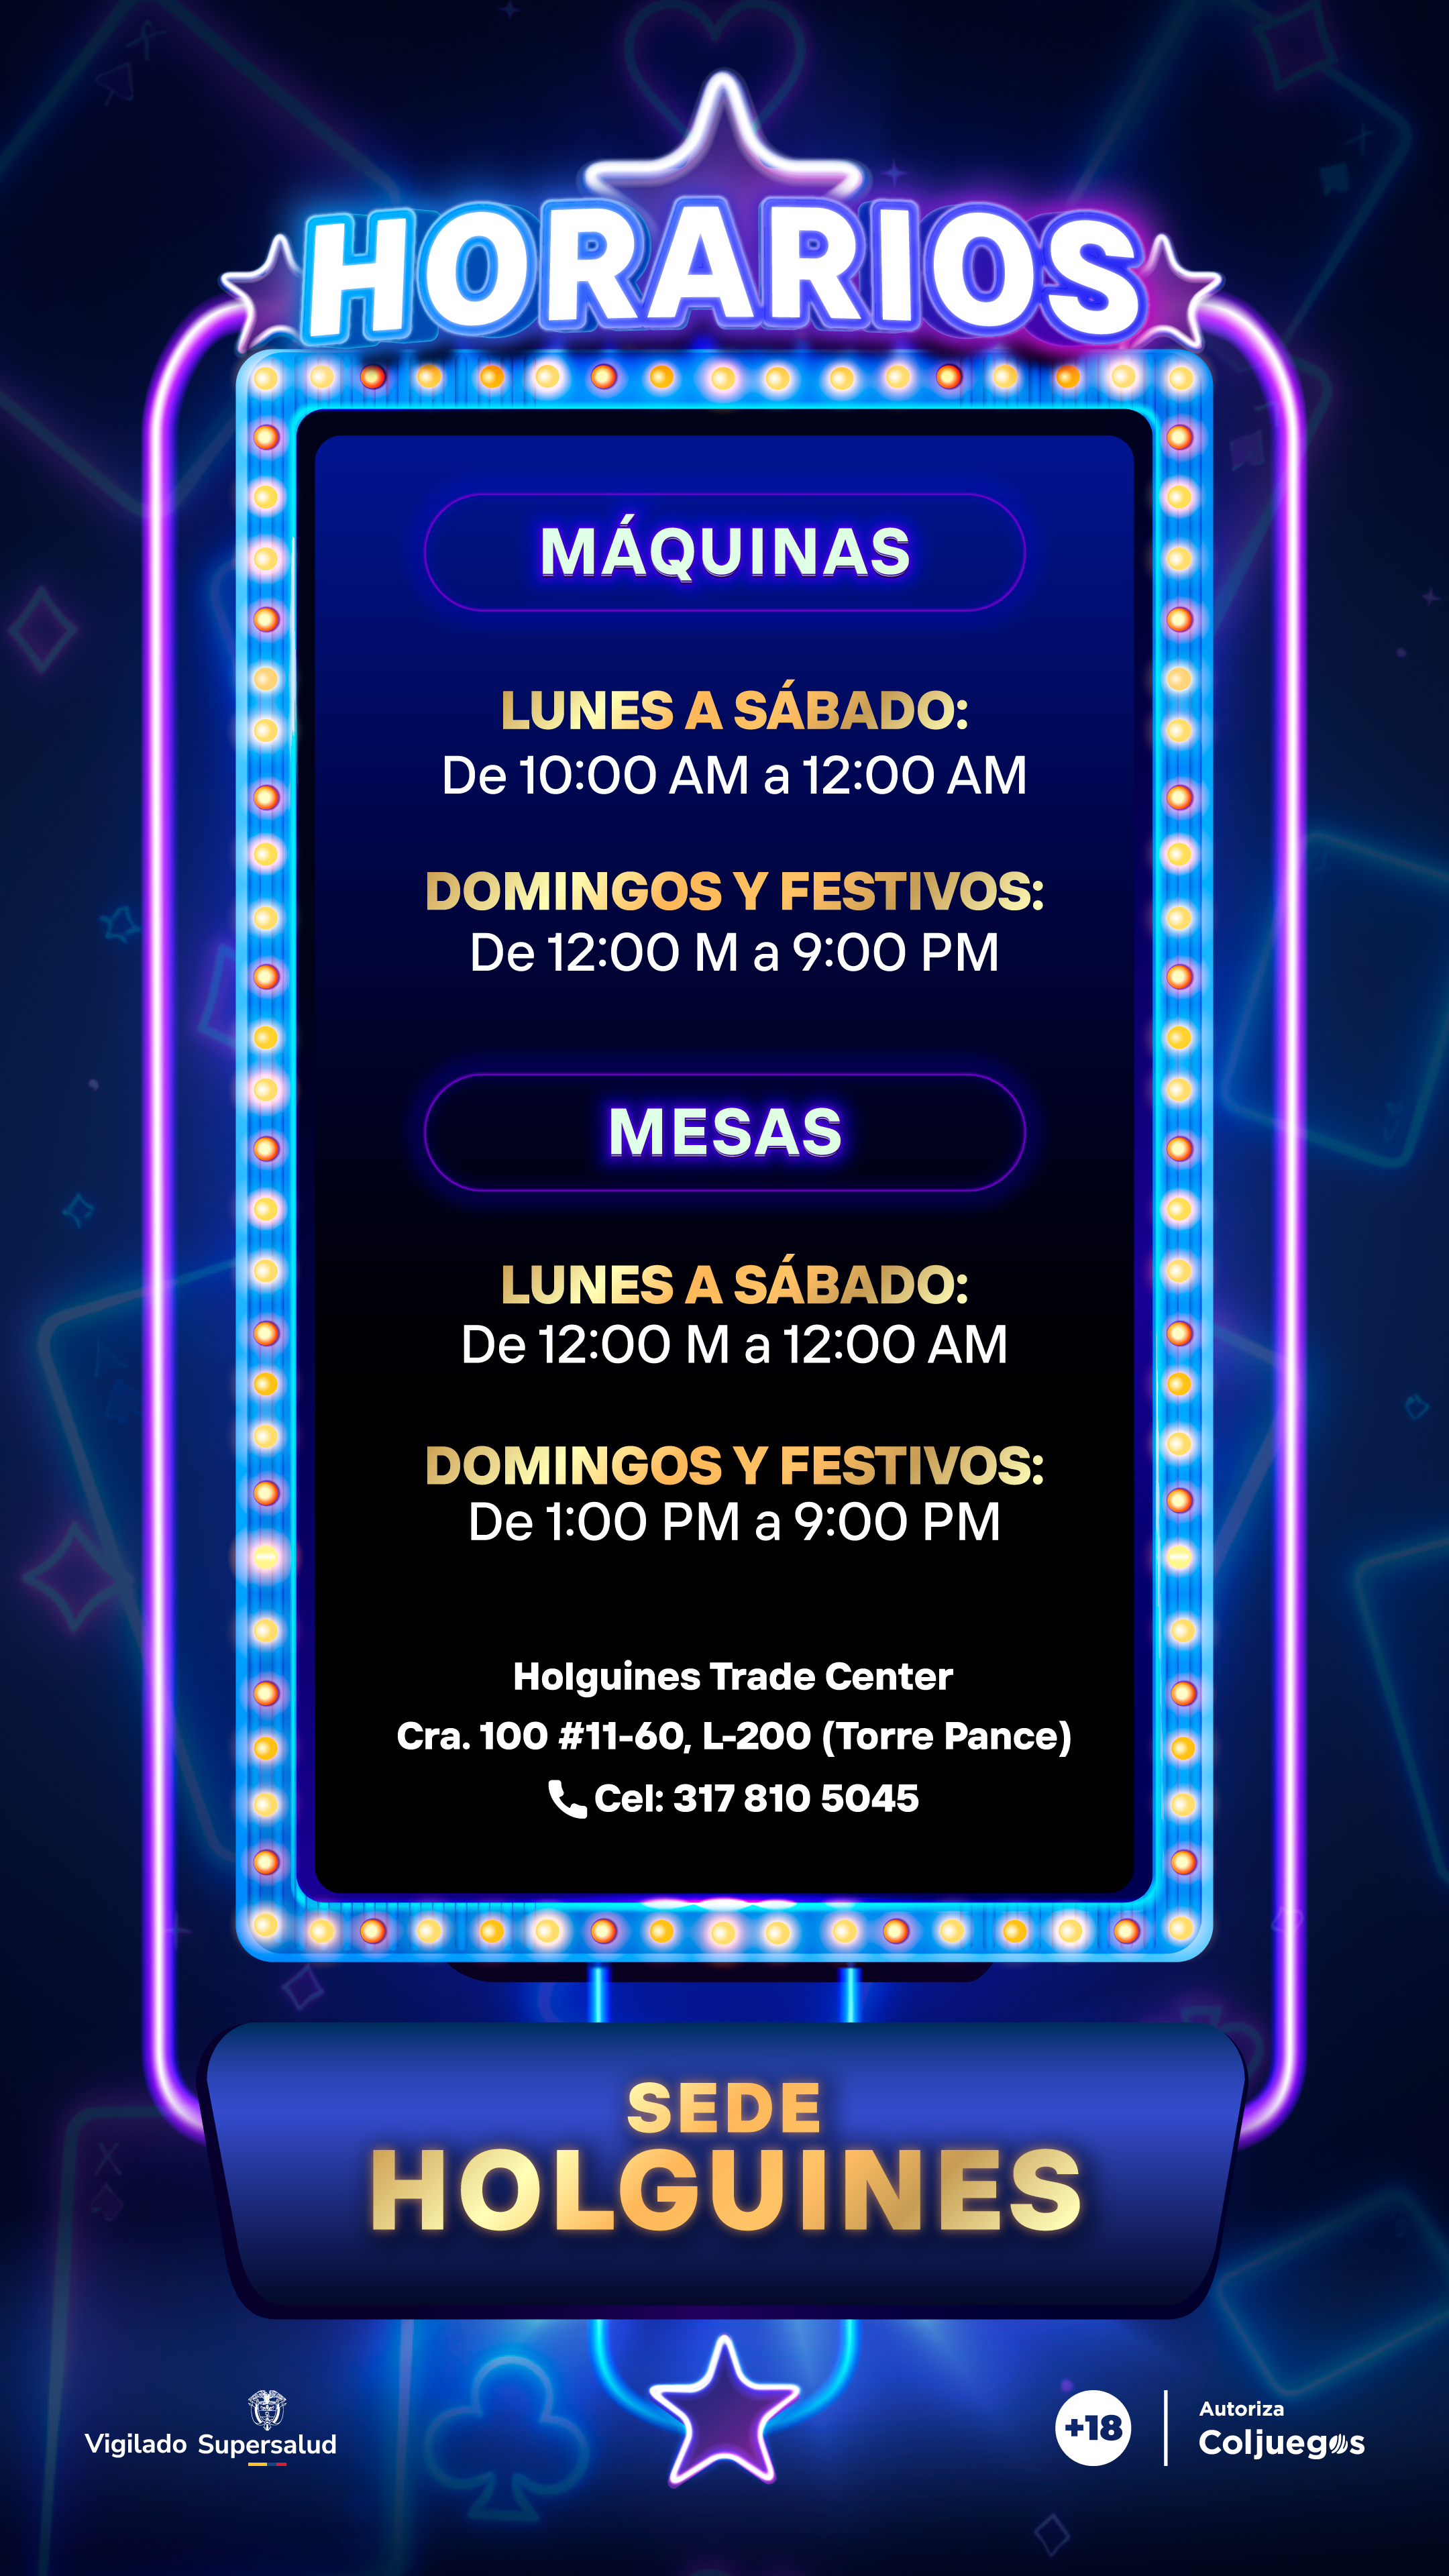 HORARIOS
MÁQUINAS
LUNES A SÁBADO:
De 10:00 AM a 12:00 AM
DOMINGOS Y FESTIVOS:
De 12:00 M a 9:00 PM
MESAS
LUNES A SÁBADO:
De 12:00 M a 12:00 AM
DOMINGOS Y FESTIVOS:
De 1:00 PM a 9:00 PM
Holguines Trade Center
Cra. 100 #11-60, L-200 (Torre Pance)
Cel: 317 810 5045
SEDE
HOLGUINES
Vigilado Supersalud
+18
Autoriza
Coljuegos